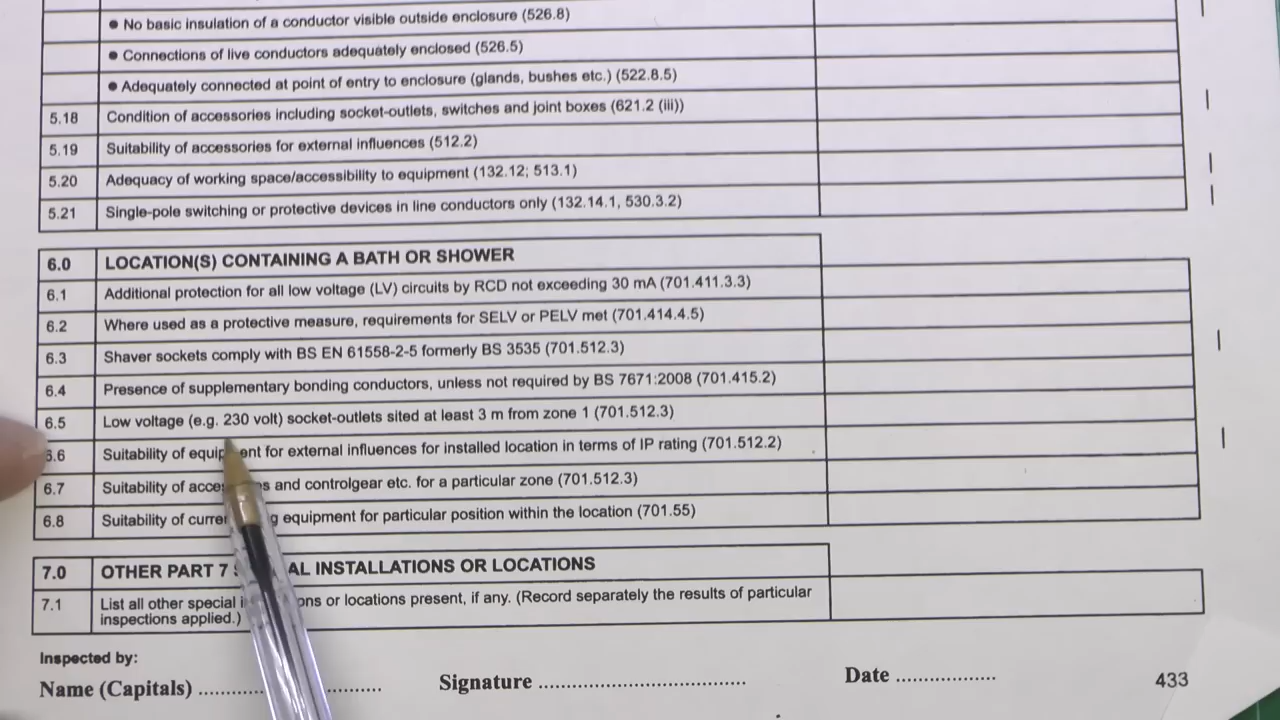 ● No basic insulation of a conductor visible outside enclosure (526.8)
● Connections of live conductors adequately enclosed (526.5)
● Adequately connected at point of entry to enclosure (glands, bushes etc.) (522.8.5)
5.18 Condition of accessories including socket-outlets, switches and joint boxes (621.2 (iii))
5.19 Suitability of accessories for external influences (512.2)
5.20 Adequacy of working space/accessibility to equipment (132.12; 513.1)
5.21 Single-pole switching or protective devices in line conductors only (132.14.1, 530.3.2)
6.0 LOCATION(S) CONTAINING A BATH OR SHOWER
6.1 Additional protection for all low voltage (LV) circuits by RCD not exceeding 30 mA (701.411.3.3)
6.2 Where used as a protective measure, requirements for SELV or PELV met (701.414.4.5)
6.3 Shaver sockets comply with BS EN 61558-2-5 formerly BS 3535 (701.512.3)
6.4 Presence of supplementary bonding conductors, unless not required by BS 7671:2008 (701.415.2)
6.5 Low voltage (e.g. 230 volt) socket-outlets sited at least 3 m from zone 1 (701.512.3)
6.6 Suitability of equipment for external influences for installed location in terms of IP rating (701.512.2)
6.7 Suitability of and controlgear etc. for a particular zone (701.512.3)
6.8 Suitability of equipment for particular position within the location (701.55)
7.0 OTHER PART 7 INSTALLATIONS OR LOCATIONS
7.1 List all other special or locations present, if any. (Record separately the results of particular
inspections applied.)
Inspected by:
Name (Capitals) .......... Signature .......... Date .......... 433